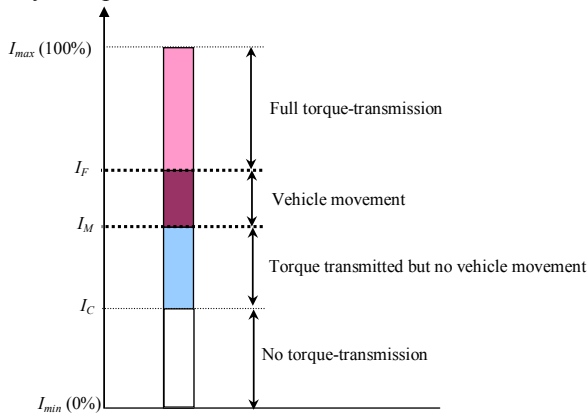 I_max (100%)
Full torque-transmission
I_F
Vehicle movement
I_M
Torque transmitted but no vehicle movement
I_C
No torque-transmission
I_min (0%)